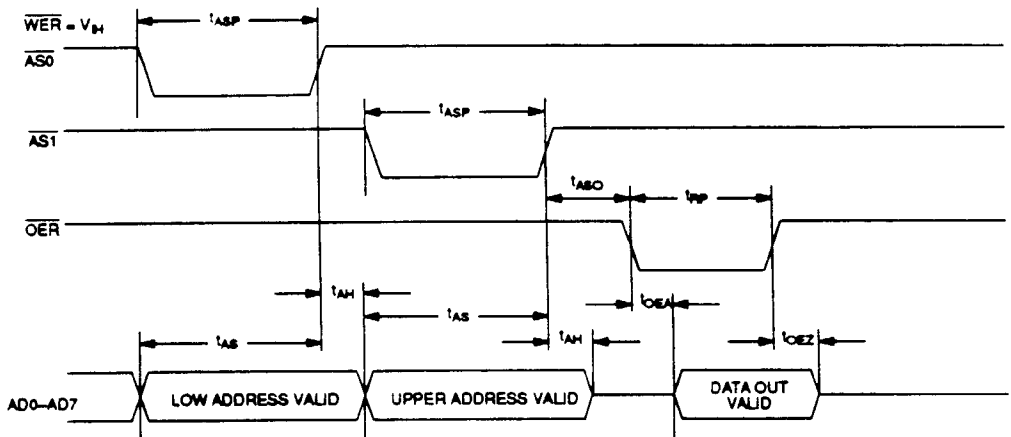 WER = VIH
tASP
AS0
tASP
AS1
tASO
tRP
OER
tAH
tAS
tOEA
tAS
tAH
tOEZ
AD0–AD7
LOW ADDRESS VALID
UPPER ADDRESS VALID
DATA OUT
VALID